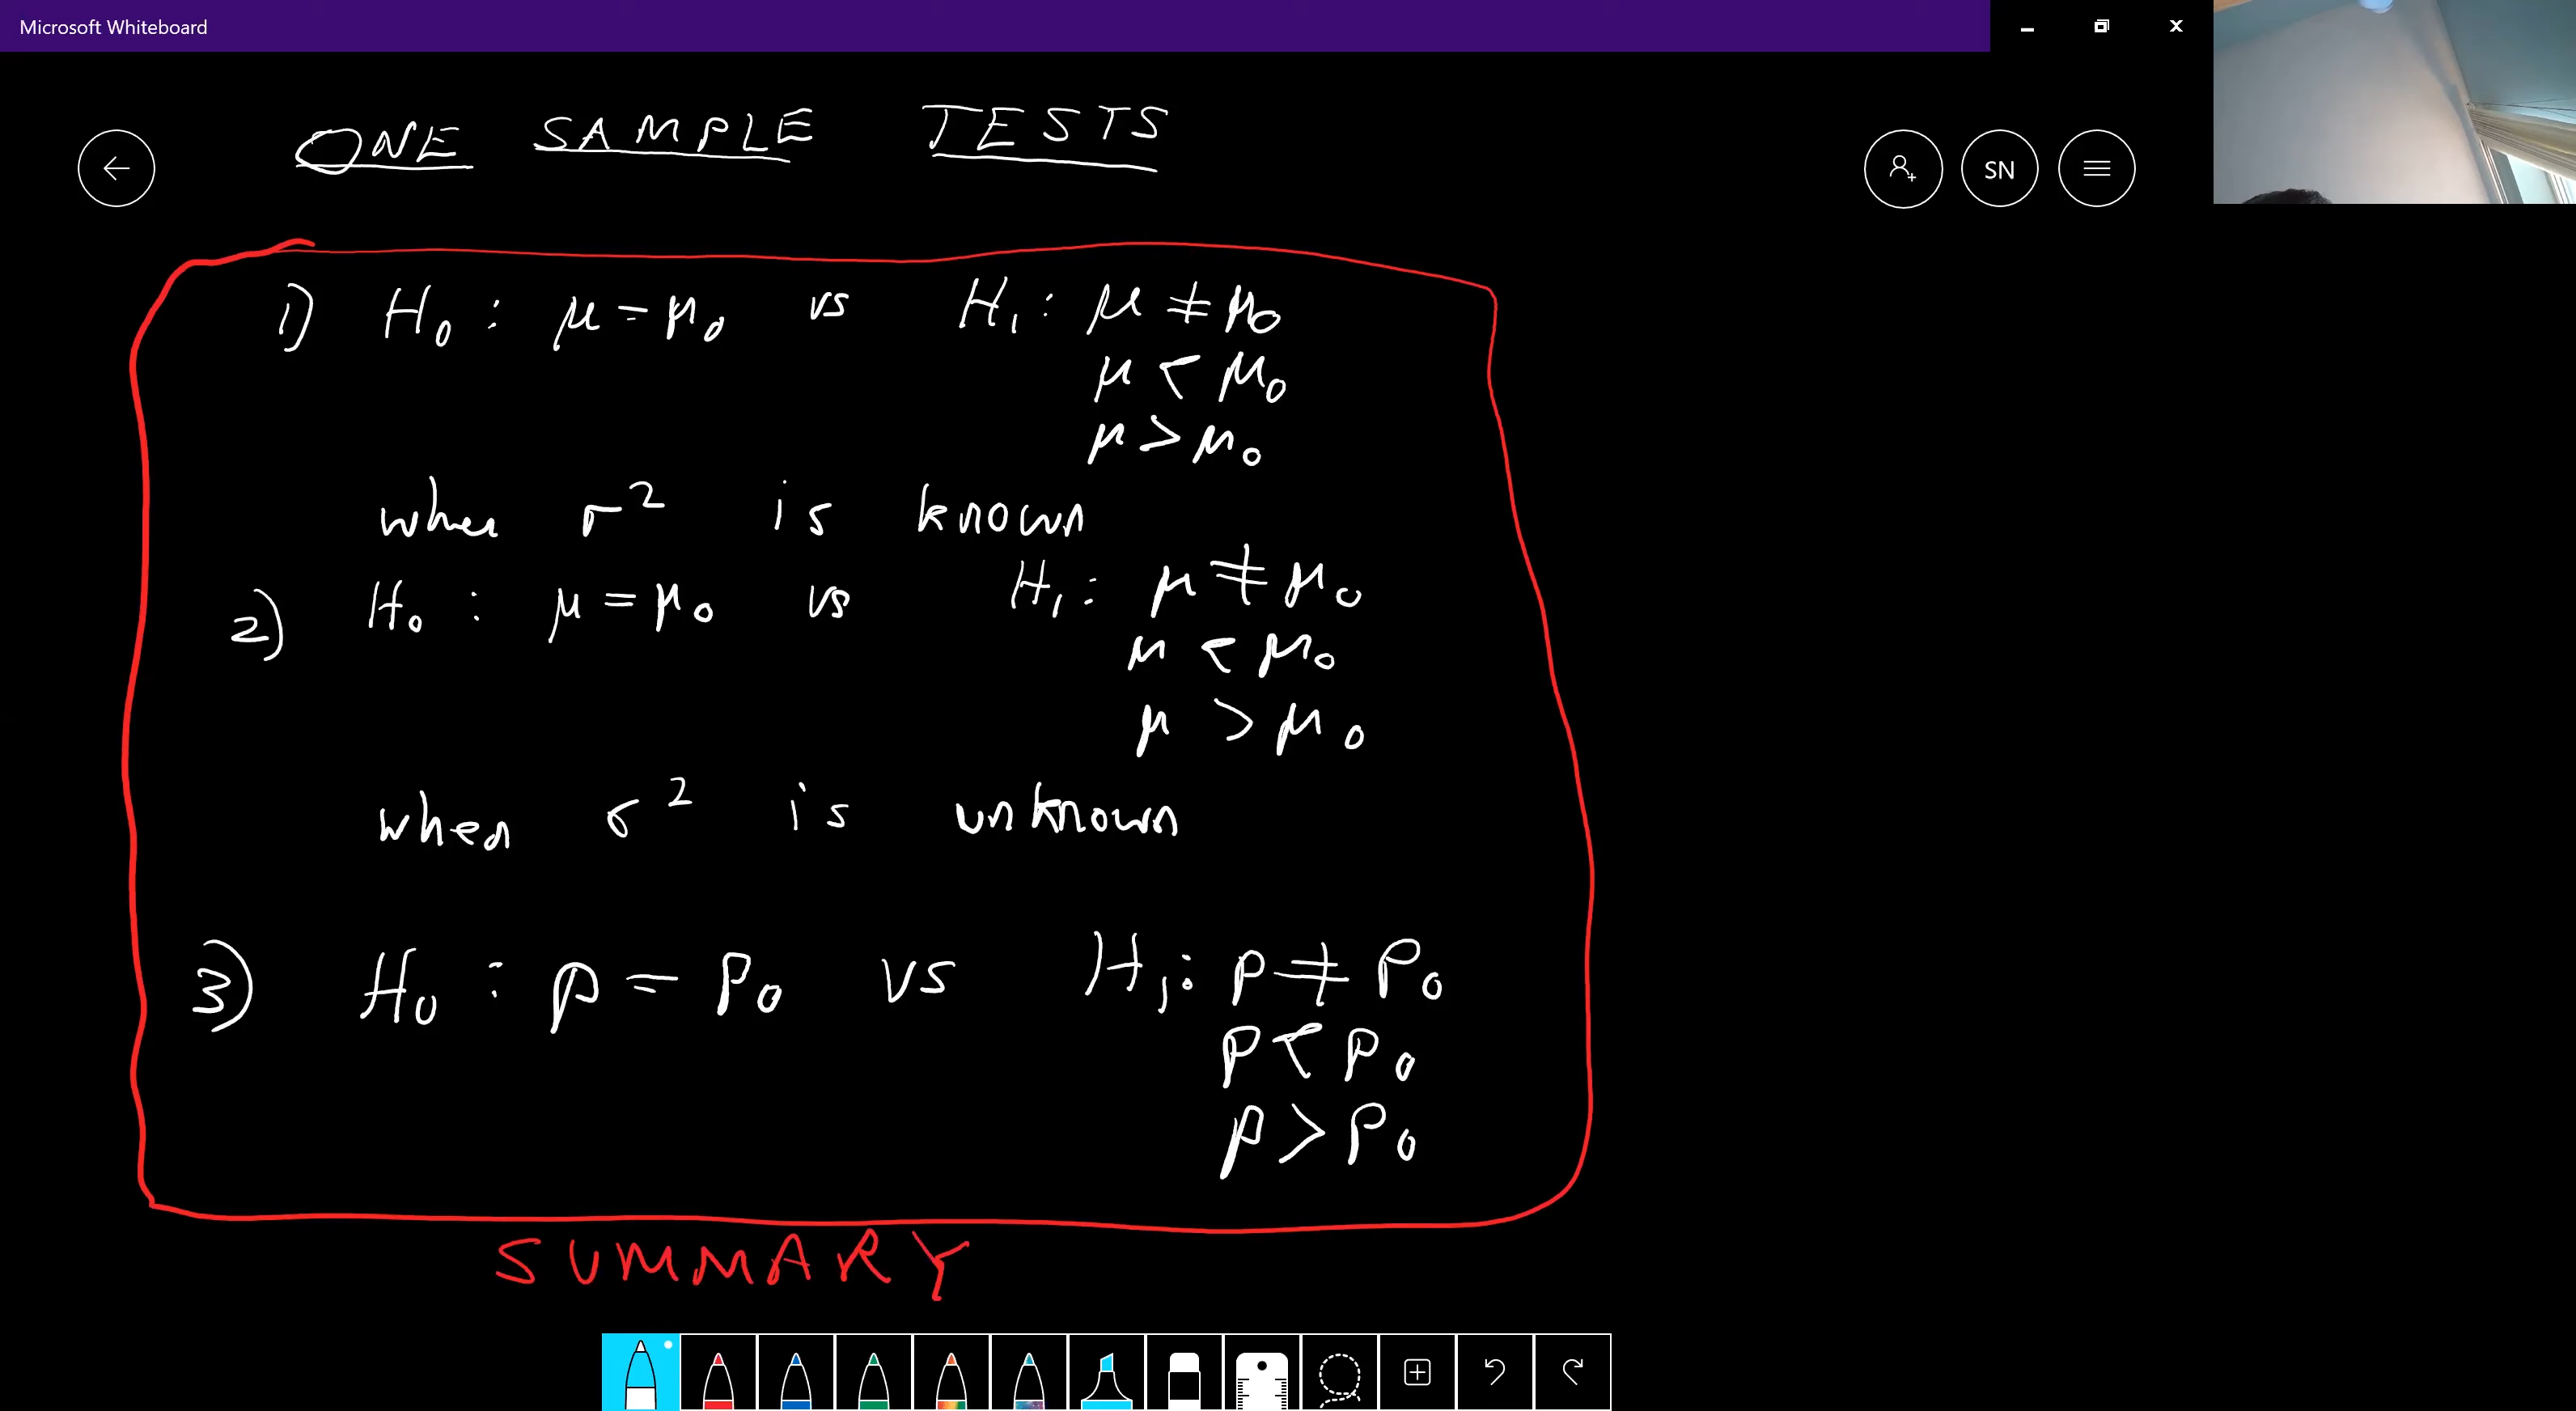 Microsoft Whiteboard
ONE SAMPLE TESTS
SN
1) H₀ : μ = μ₀ vs H₁ : μ ≠ μ₀
μ < μ₀
μ > μ₀
when σ² is known
2) H₀ : μ = μ₀ vs H₁ : μ ≠ μ₀
μ < μ₀
μ > μ₀
when σ² is unknown
3) H₀ : p = p₀ vs H₁ : p ≠ p₀
p < p₀
p > p₀
SUMMARY